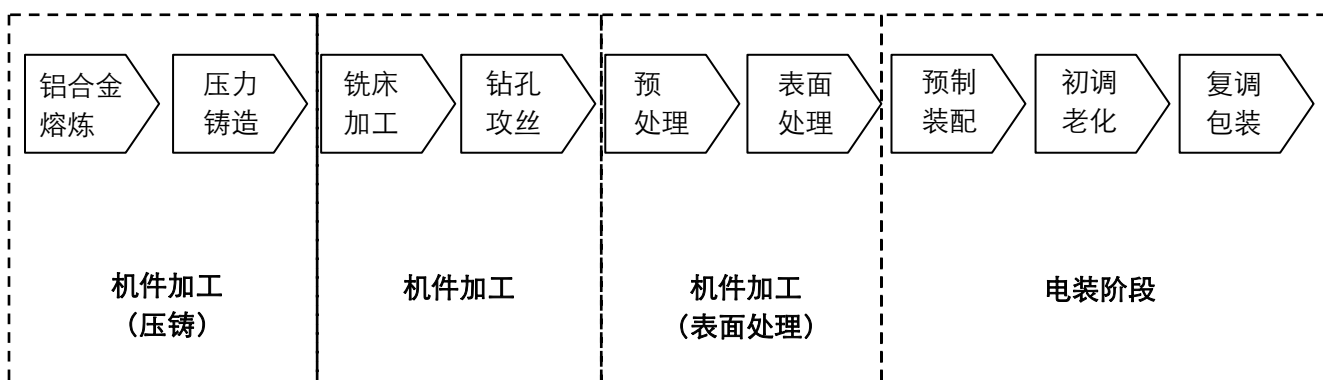 铝合金
熔炼
压力
铸造
铣床
加工
钻孔
攻丝
预
处理
表面
处理
预制
装配
初调
老化
复调
包装
机件加工
（压铸）
机件加工
机件加工
（表面处理）
电装阶段